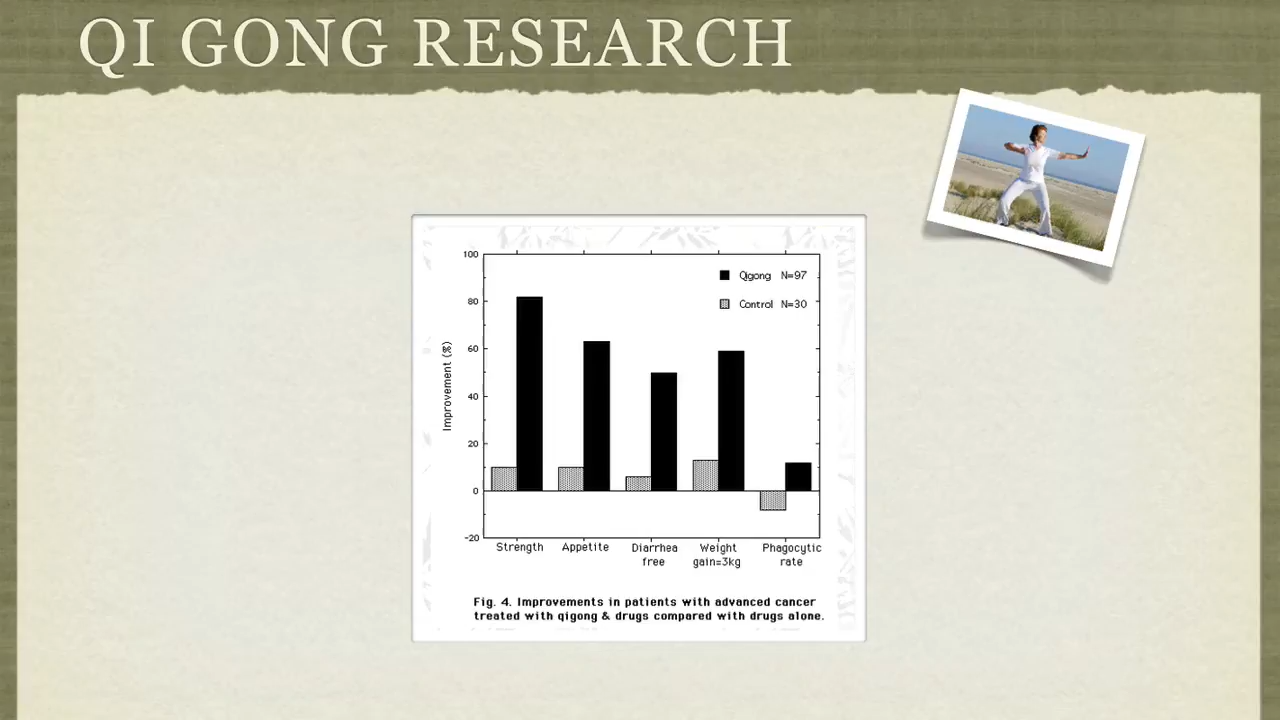 QI GONG RESEARCH
100
80
60
40
20
0
-20
Improvement (%)
Qigong N=97
Control N=30
Strength
Appetite
Diarrhea
free
Weight
gain=3kg
Phagocytic
rate
Fig. 4. Improvements in patients with advanced cancer
treated with qigong & drugs compared with drugs alone.